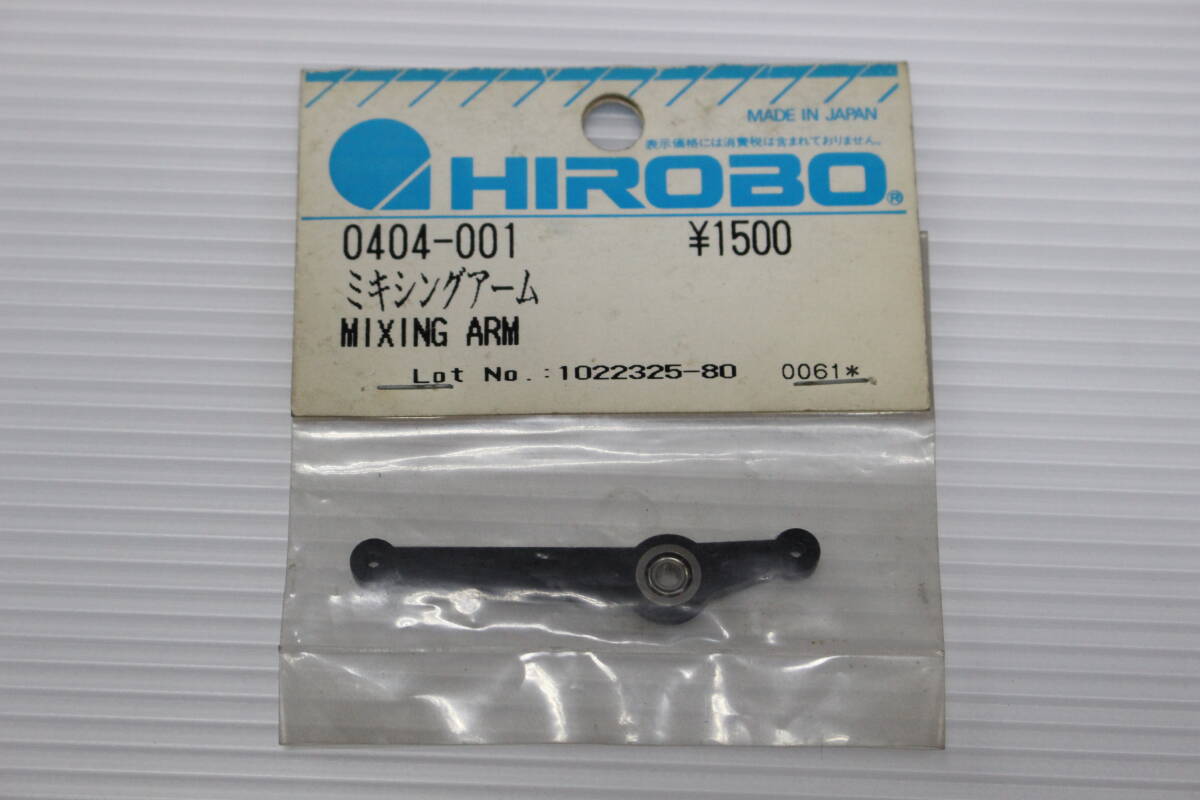 MADE IN JAPAN
表示価格には消費税は含まれておりません。
HIROBO®
0404-001 ¥1500
ミキシングアーム
MIXING ARM
Lot No.:1022325-80 0061*